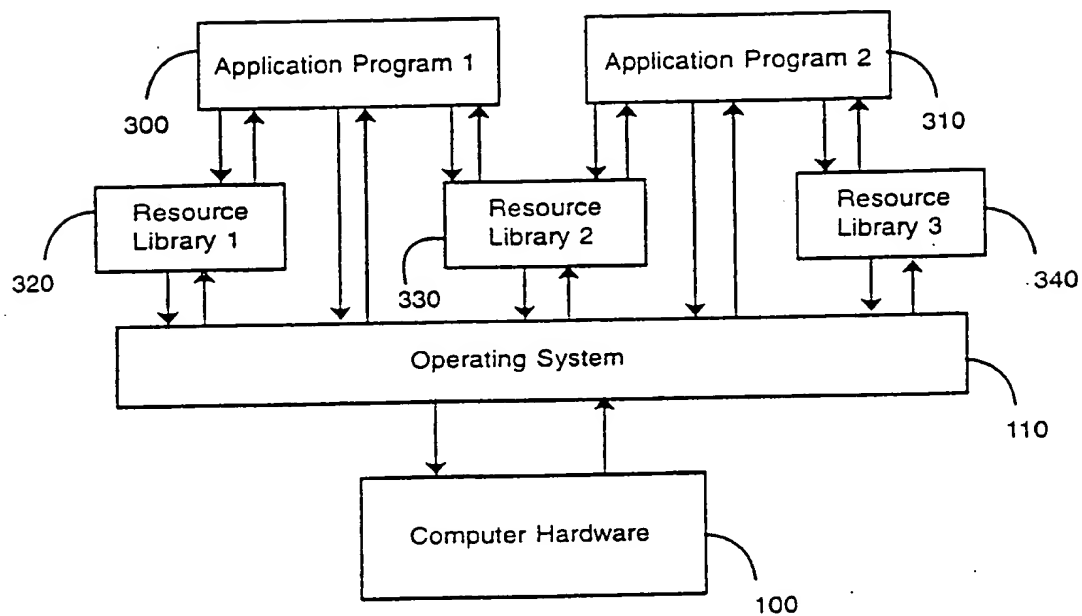 Application Program 1
Application Program 2
300
310
Resource
Library 1
Resource
Library 2
Resource
Library 3
320
330
340
Operating System
110
Computer Hardware
100